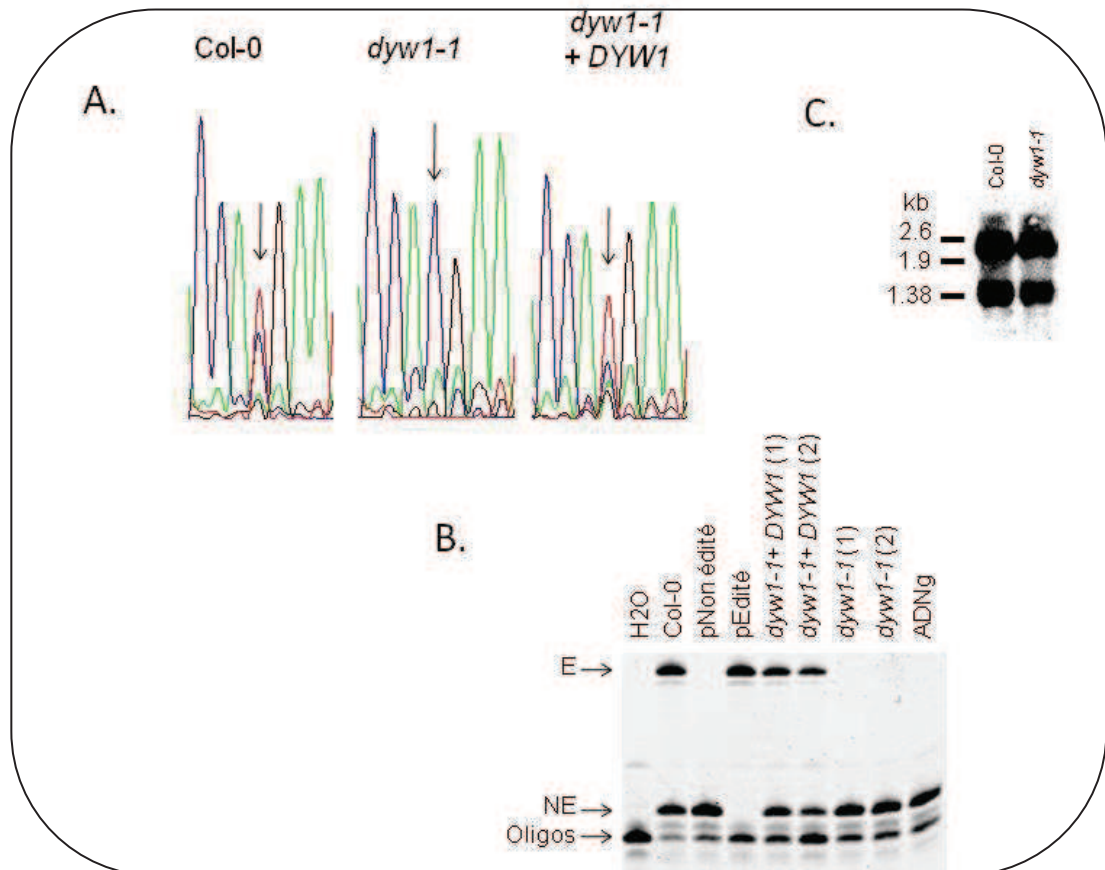 Col-0
dyw1-1
dyw1-1
+ DYW1
A.
C.
Col-0
dyw1-1
kb
2.6
1.9
1.38
B.
H2O
Col-0
pNon édité
pEdité
dyw1-1+ DYW1 (1)
dyw1-1+ DYW1 (2)
dyw1-1 (1)
dyw1-1 (2)
ADNg
E
NE
Oligos